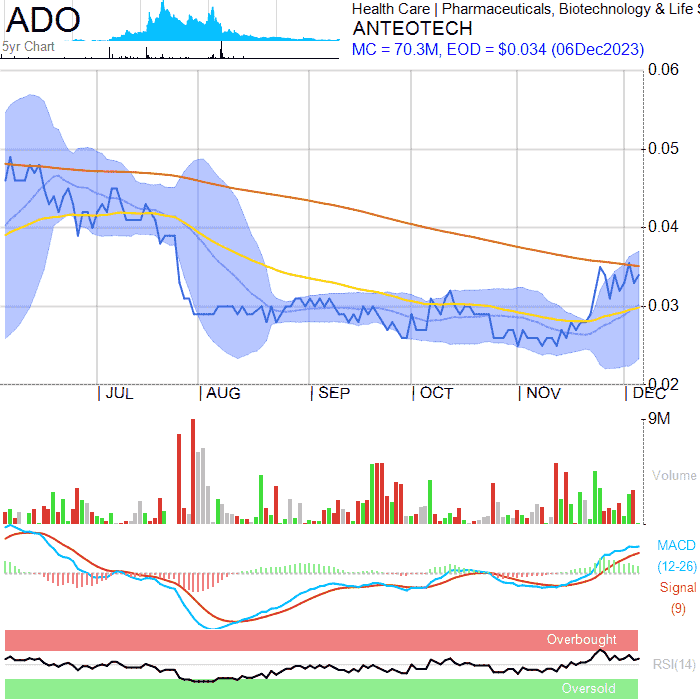 ADO
5yr Chart
Health Care | Pharmaceuticals, Biotechnology & Life S
ANTEOTECH
MC = 70.3M, EOD = $0.034 (06Dec2023)
0.06
0.05
0.04
0.03
0.02
| JUL | AUG | SEP | OCT | NOV | DEC
9M
Volume
MACD
(12-26)
Signal
(9)
Overbought
RSI(14)
Oversold